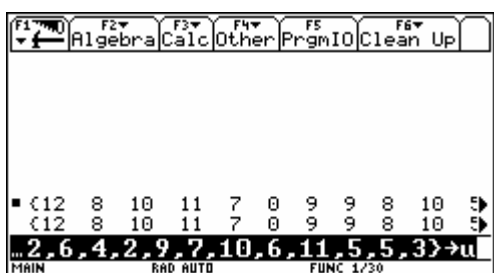 F1 F2 Algebra F3 Calc F4 Other F5 PrgmIO F6 Clean Up
▪ {12 8 10 11 7 0 9 9 8 10 5▶
{12 8 10 11 7 0 9 9 8 10 5▶
…2,6,4,2,9,7,10,6,11,5,5,3}→u
MAIN RAD AUTO FUNC 1/30